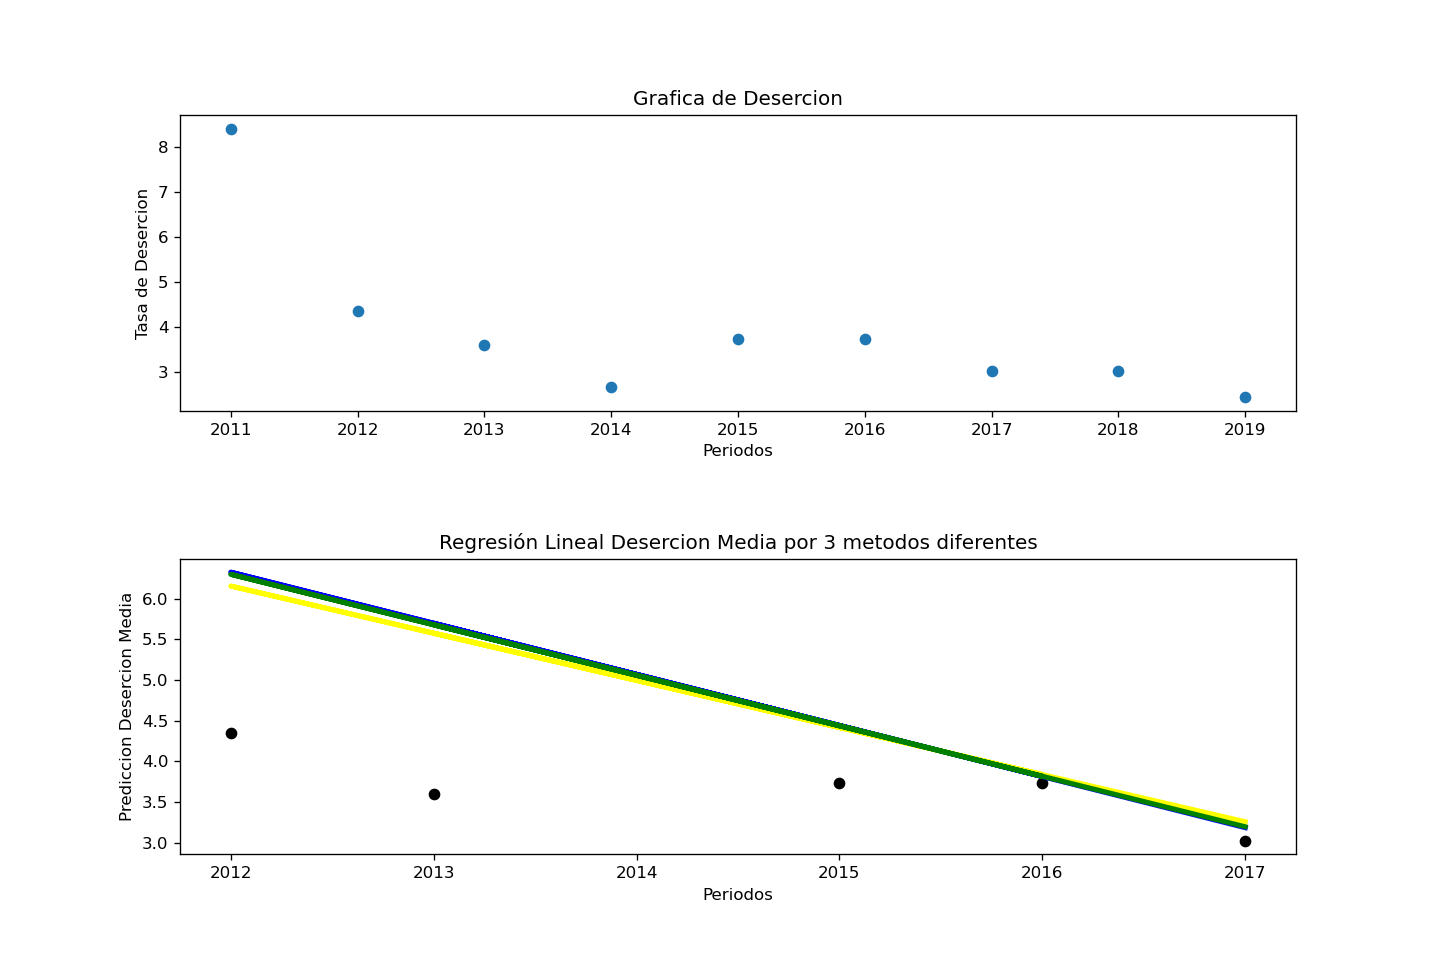 Grafica de Desercion
8
7
6
5
4
3
Tasa de Desercion
2011 2012 2013 2014 2015 2016 2017 2018 2019
Periodos
Regresión Lineal Desercion Media por 3 metodos diferentes
6.0
5.5
5.0
4.5
4.0
3.5
3.0
Prediccion Desercion Media
2012 2013 2014 2015 2016 2017
Periodos